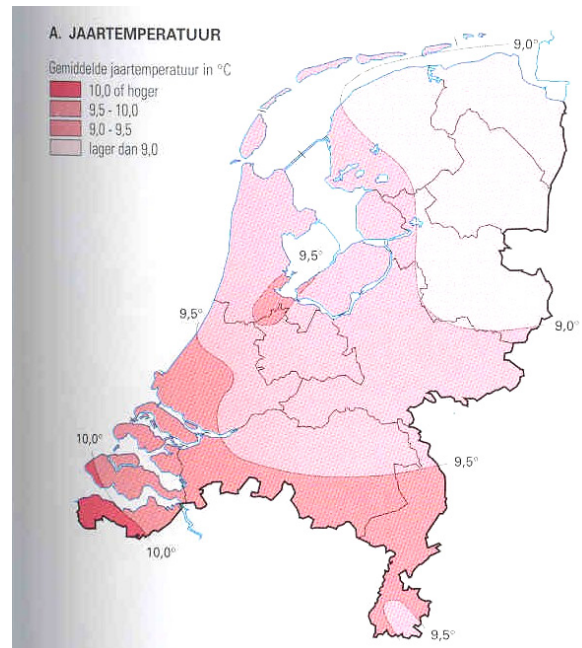 A. JAARTEMPERATUUR
Gemiddelde jaartemperatuur in °C
10,0 of hoger
9,5 - 10,0
9,0 - 9,5
lager dan 9,0
9,0°
9,5°
9,5°
9,0°
10,0°
9,5°
10,0°
9,5°